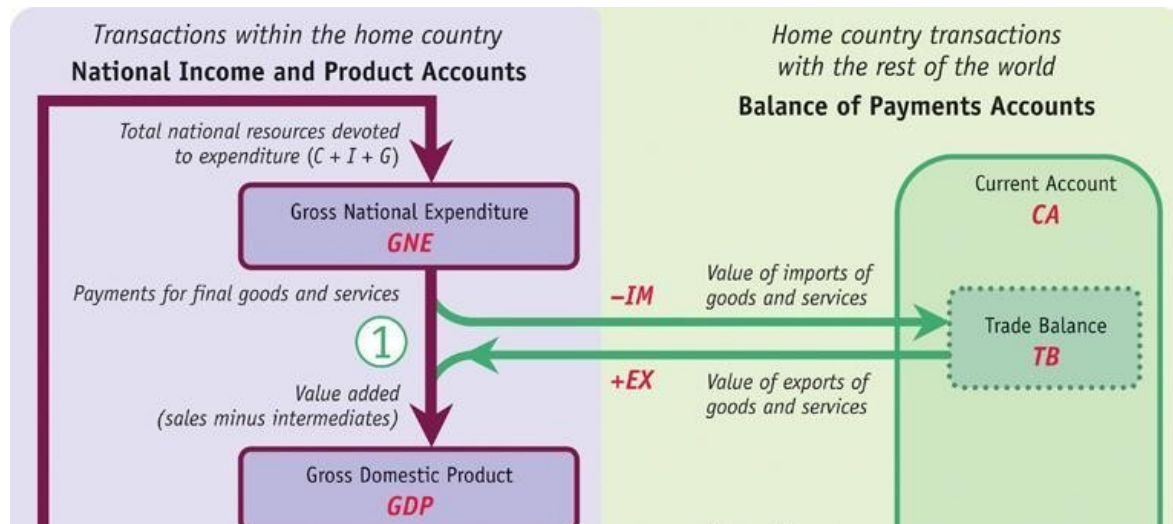 Transactions within the home country
National Income and Product Accounts
Total national resources devoted
to expenditure (C + I + G)
Gross National Expenditure
GNE
Payments for final goods and services
1
Value added
(sales minus intermediates)
Gross Domestic Product
GDP
Home country transactions
with the rest of the world
Balance of Payments Accounts
Current Account
CA
–IM
Value of imports of
goods and services
Trade Balance
TB
+EX
Value of exports of
goods and services